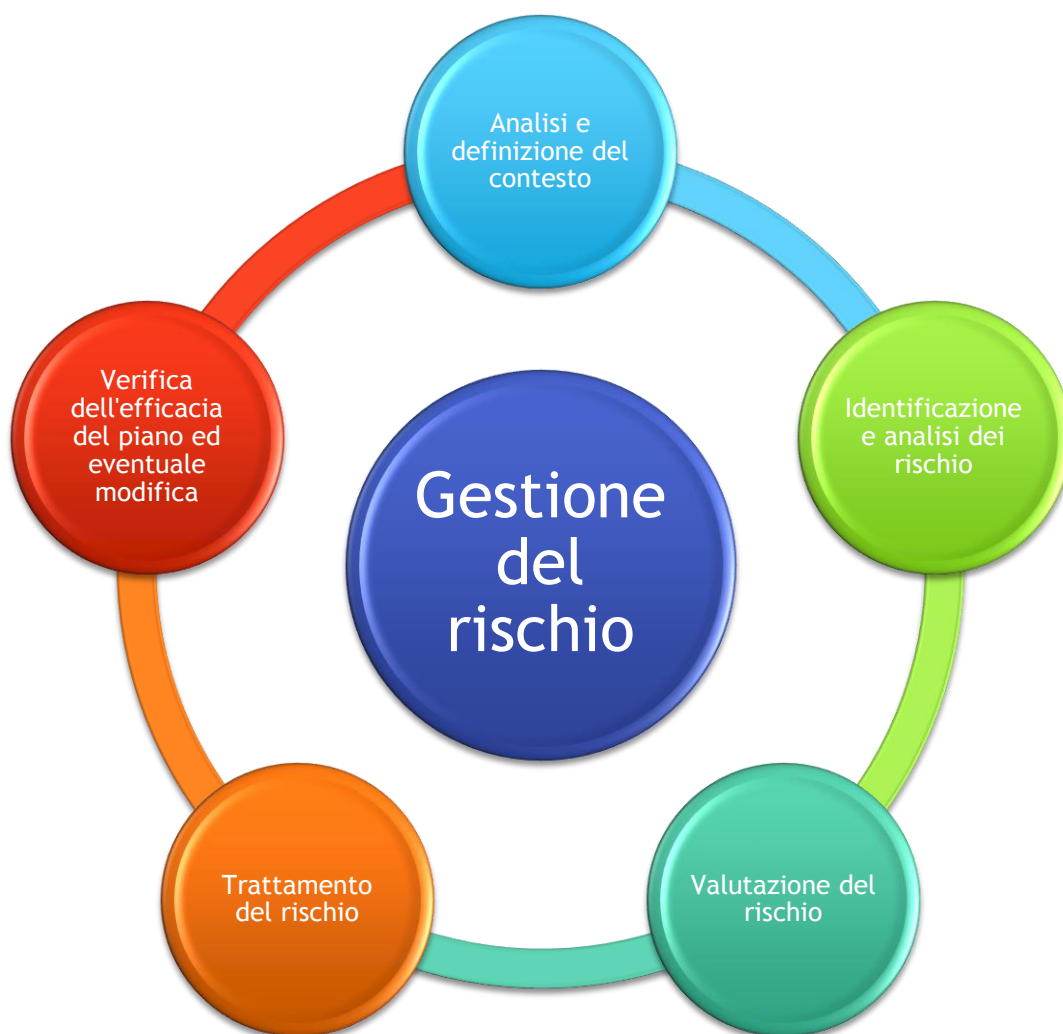 Analisi e
definizione del
contesto
Identificazione
e analisi dei
rischio
Valutazione del
rischio
Trattamento
del rischio
Verifica
dell'efficacia
del piano ed
eventuale
modifica
Gestione
del
rischio